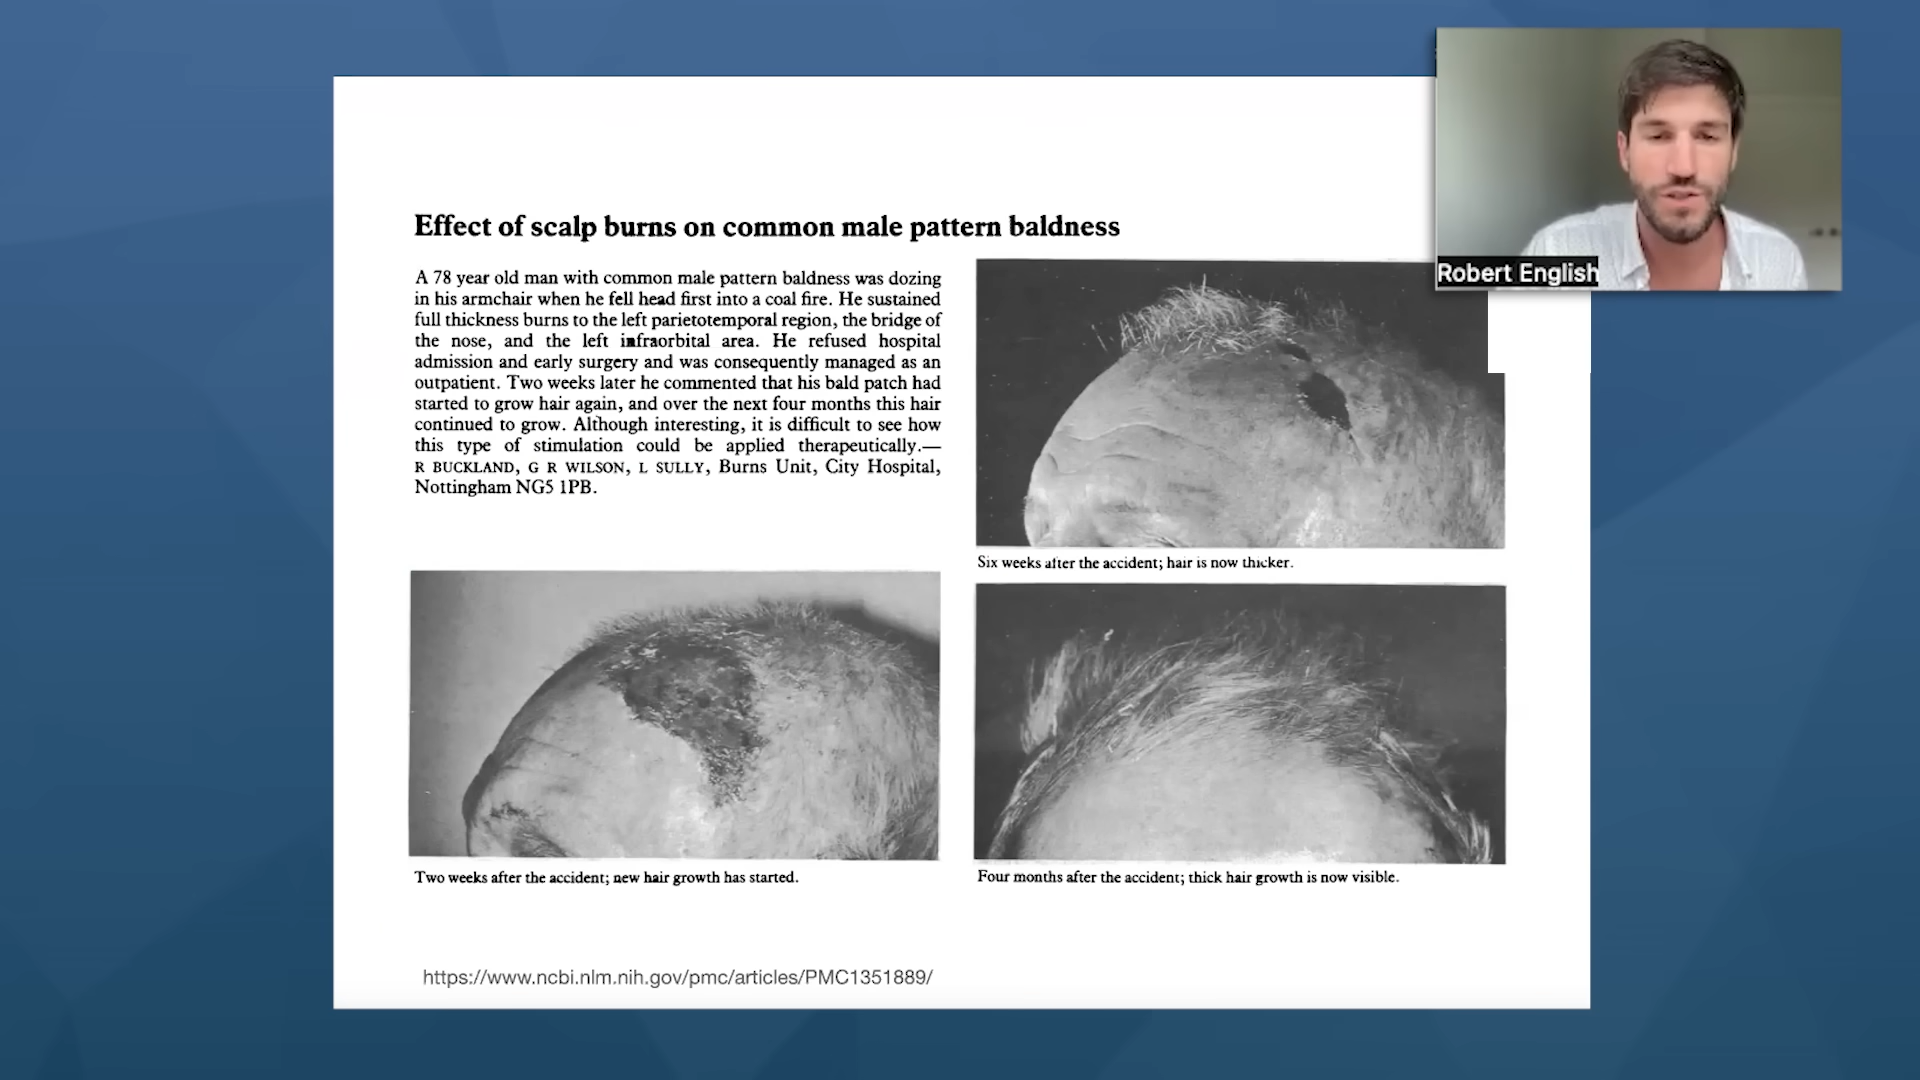 Robert English
Effect of scalp burns on common male pattern baldness
A 78 year old man with common male pattern baldness was dozing
in his armchair when he fell head first into a coal fire. He sustained
full thickness burns to the left parietotemporal region, the bridge of
the nose, and the left infraorbital area. He refused hospital
admission and early surgery and was consequently managed as an
outpatient. Two weeks later he commented that his bald patch had
started to grow hair again, and over the next four months this hair
continued to grow. Although interesting, it is difficult to see how
this type of stimulation could be applied therapeutically.—
R BUCKLAND, G R WILSON, L SULLY, Burns Unit, City Hospital,
Nottingham NG5 1PB.
Six weeks after the accident; hair is now thicker.
Two weeks after the accident; new hair growth has started.
Four months after the accident; thick hair growth is now visible.
https://www.ncbi.nlm.nih.gov/pmc/articles/PMC1351889/